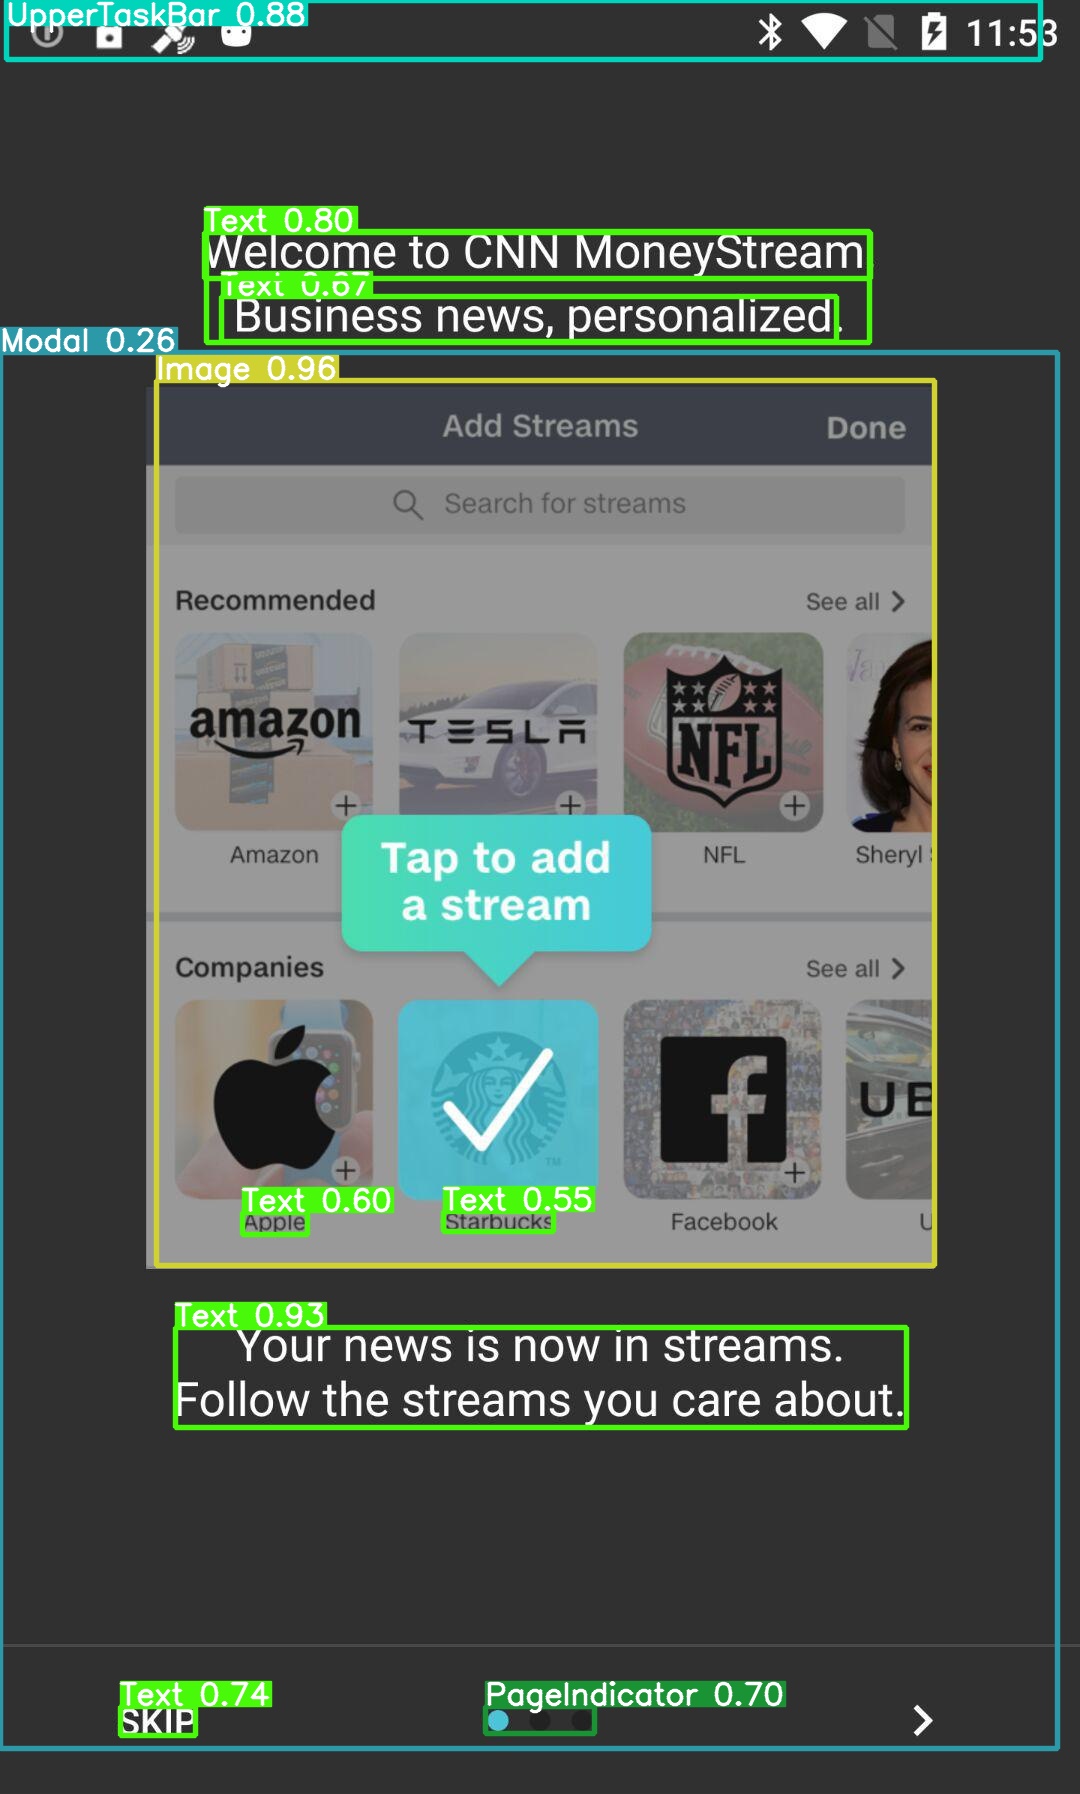 UpperTaskBar 0.88
11:53
Text 0.80
Welcome to CNN MoneyStream.
Text 0.67
Business news, personalized.
Modal 0.26
Image 0.96
Add Streams Done
Search for streams
Recommended See all
amazon TESLA NFL
Amazon NFL Sheryl
Tap to add
a stream
Companies See all
TM
UB
Text 0.60 Text 0.55
Apple Starbucks Facebook U
Text 0.93
Your news is now in streams.
Follow the streams you care about.
Text 0.74 PageIndicator 0.70
SKIP